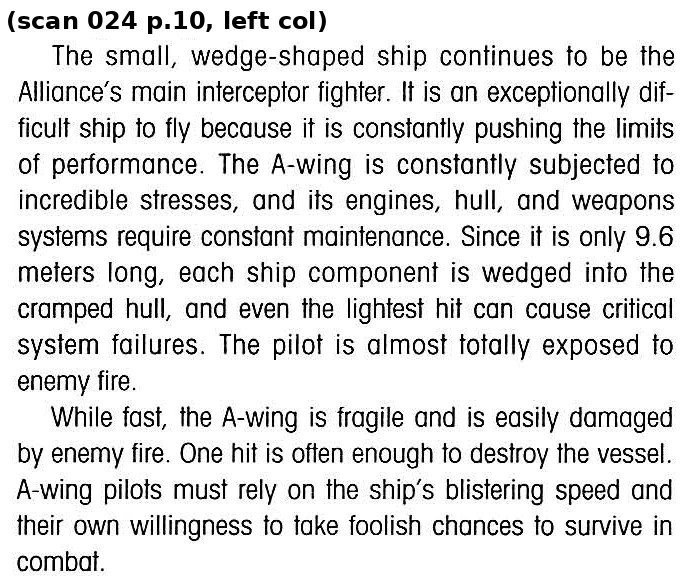 (scan 024 p.10, left col)
The small, wedge-shaped ship continues to be the
Alliance's main interceptor fighter. It is an exceptionally dif-
ficult ship to fly because it is constantly pushing the limits
of performance. The A-wing is constantly subjected to
incredible stresses, and its engines, hull, and weapons
systems require constant maintenance. Since it is only 9.6
meters long, each ship component is wedged into the
cramped hull, and even the lightest hit can cause critical
system failures. The pilot is almost totally exposed to
enemy fire.
While fast, the A-wing is fragile and is easily damaged
by enemy fire. One hit is often enough to destroy the vessel.
A-wing pilots must rely on the ship's blistering speed and
their own willingness to take foolish chances to survive in
combat.